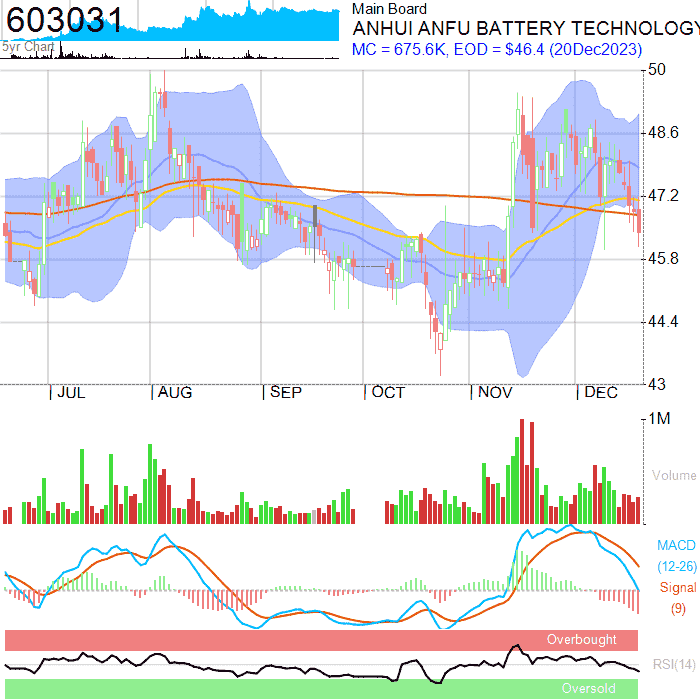 603031
5yr Chart
Main Board
ANHUI ANFU BATTERY TECHNOLOGY
MC = 675.6K, EOD = $46.4 (20Dec2023)
50
48.6
47.2
45.8
44.4
43
JUL
AUG
SEP
OCT
NOV
DEC
1M
Volume
MACD
(12-26)
Signal
(9)
Overbought
RSI(14)
Oversold